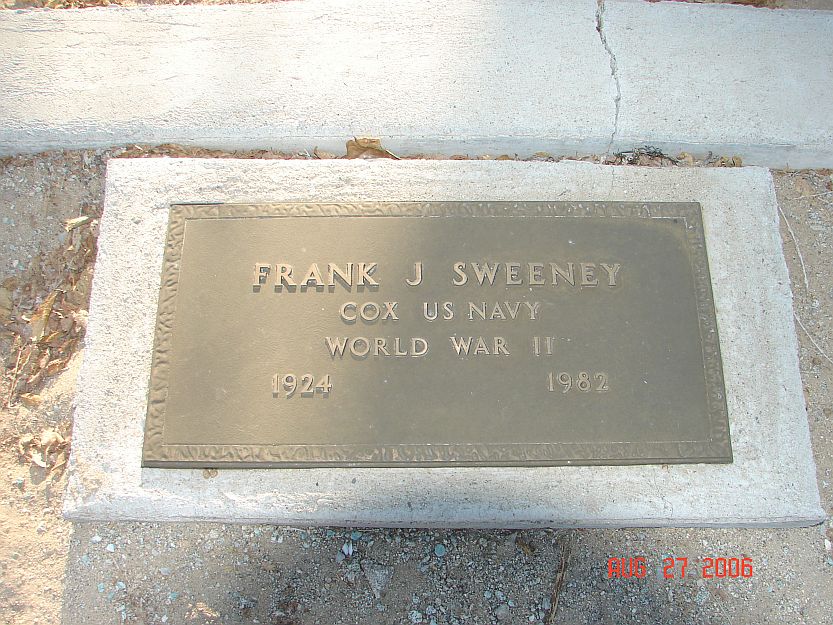 FRANK J SWEENEY
COX US NAVY
WORLD WAR II
1924 1982
AUG 27 2006